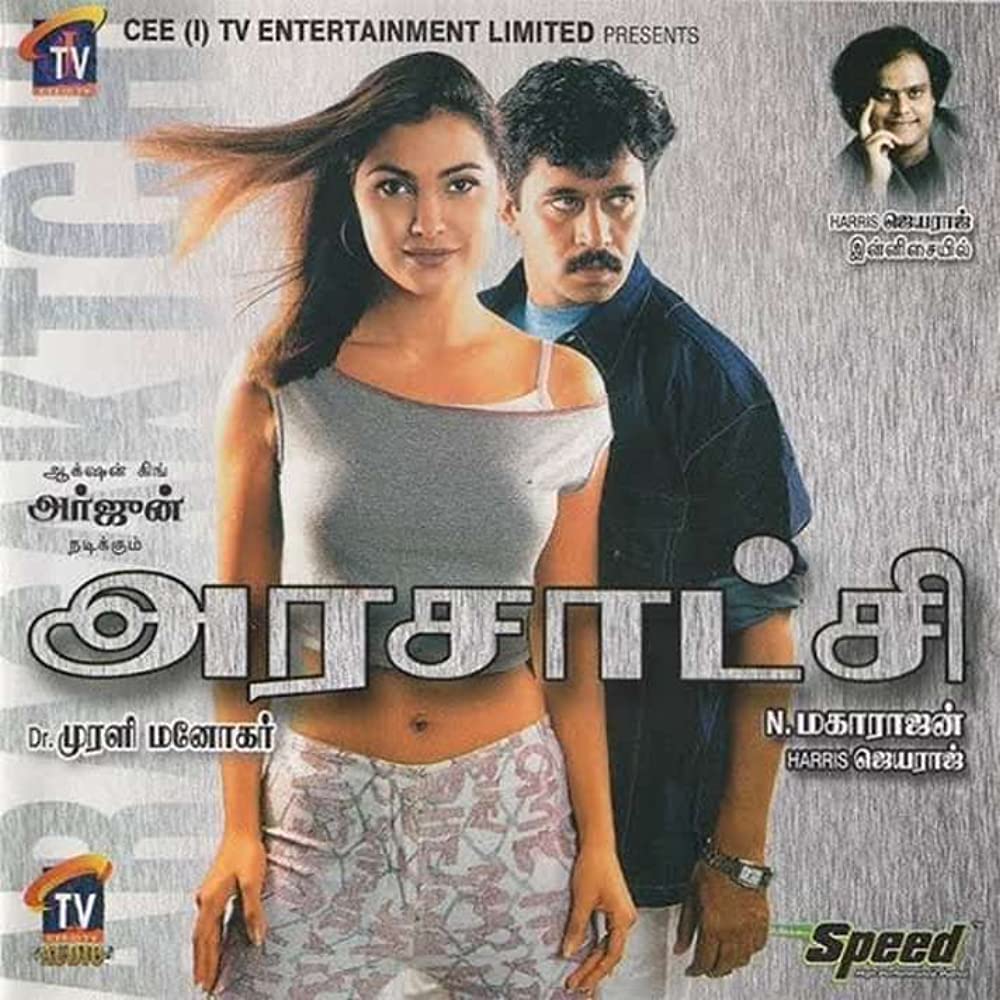 TV
CEE (I) TV ENTERTAINMENT LIMITED PRESENTS
HARRIS ஜெயராஜ்
இன்னிசையில்
ARASAKTCHI
ஆக்‌ஷன் கிங்
அர்ஜுன்
நடிக்கும்
அரசாட்சி
Dr. முரளி மனோகர்
N. மகாராஜன்
HARRIS ஜெயராஜ்
TV
Speed